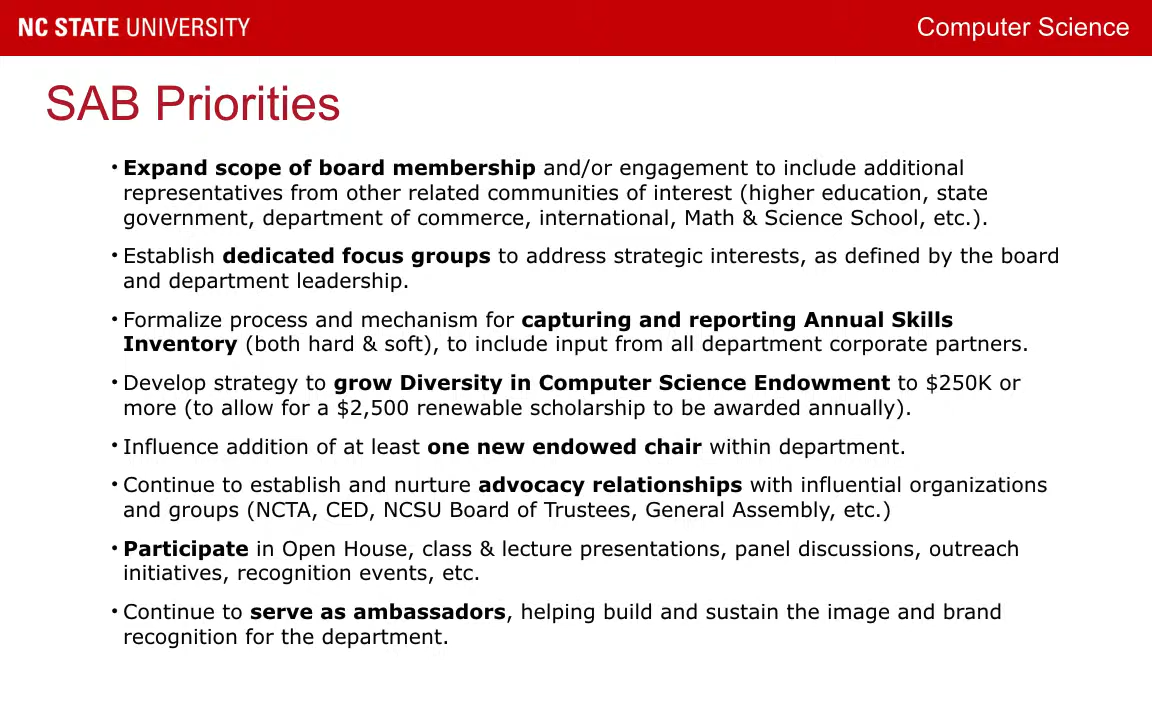 NC STATE UNIVERSITY
Computer Science
SAB Priorities
• Expand scope of board membership and/or engagement to include additional
representatives from other related communities of interest (higher education, state
government, department of commerce, international, Math & Science School, etc.).
• Establish dedicated focus groups to address strategic interests, as defined by the board
and department leadership.
• Formalize process and mechanism for capturing and reporting Annual Skills
Inventory (both hard & soft), to include input from all department corporate partners.
• Develop strategy to grow Diversity in Computer Science Endowment to $250K or
more (to allow for a $2,500 renewable scholarship to be awarded annually).
• Influence addition of at least one new endowed chair within department.
• Continue to establish and nurture advocacy relationships with influential organizations
and groups (NCTA, CED, NCSU Board of Trustees, General Assembly, etc.)
• Participate in Open House, class & lecture presentations, panel discussions, outreach
initiatives, recognition events, etc.
• Continue to serve as ambassadors, helping build and sustain the image and brand
recognition for the department.